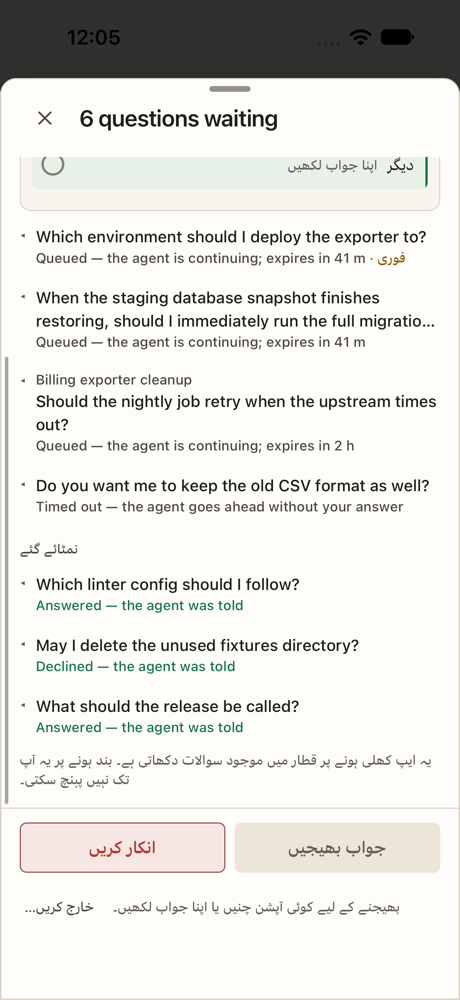 12:05
6 questions waiting
دیگر اپنا جواب لکھیں
Which environment should I deploy the exporter to?
Queued — the agent is continuing; expires in 41 m · فوری
When the staging database snapshot finishes
restoring, should I immediately run the full migratio…
Queued — the agent is continuing; expires in 41 m
Billing exporter cleanup
Should the nightly job retry when the upstream times
out?
Queued — the agent is continuing; expires in 2 h
Do you want me to keep the old CSV format as well?
Timed out — the agent goes ahead without your answer
نمٹائے گئے
Which linter config should I follow?
Answered — the agent was told
May I delete the unused fixtures directory?
Declined — the agent was told
What should the release be called?
Answered — the agent was told
یہ ایپ کھلی ہونے پر قطار میں موجود سوالات دکھاتی ہے۔ بند ہونے پر یہ آپ
تک نہیں پہنچ سکتی۔
جواب بھیجیں
انکار کریں
بھیجنے کے لیے کوئی آپشن چنیں یا اپنا جواب لکھیں۔
خارج کریں…